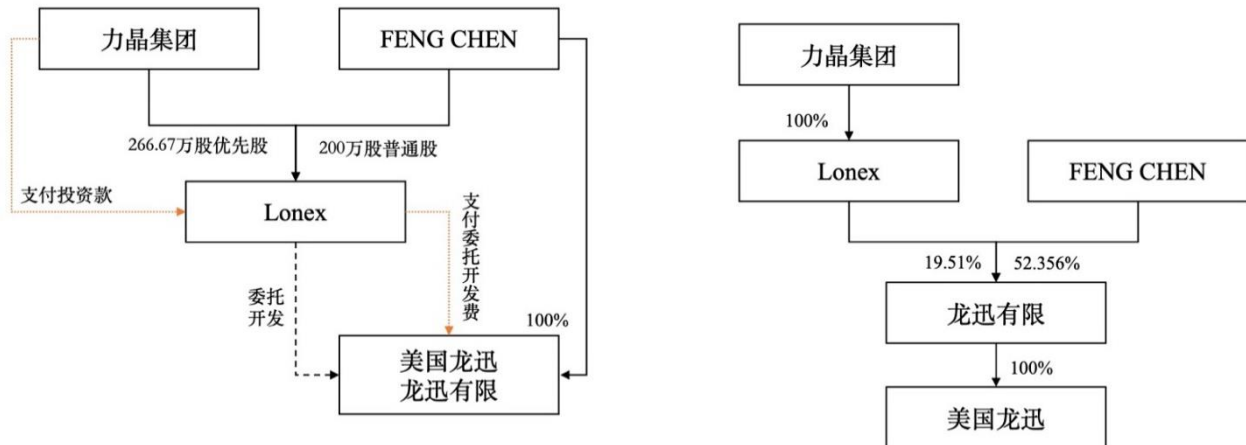 力晶集团
FENG CHEN
266.67万股优先股
200万股普通股
支付投资款
Lonex
支付委托开发费
委托
开发
100%
美国龙迅
龙迅有限
力晶集团
100%
Lonex
FENG CHEN
19.51%
52.356%
龙迅有限
100%
美国龙迅